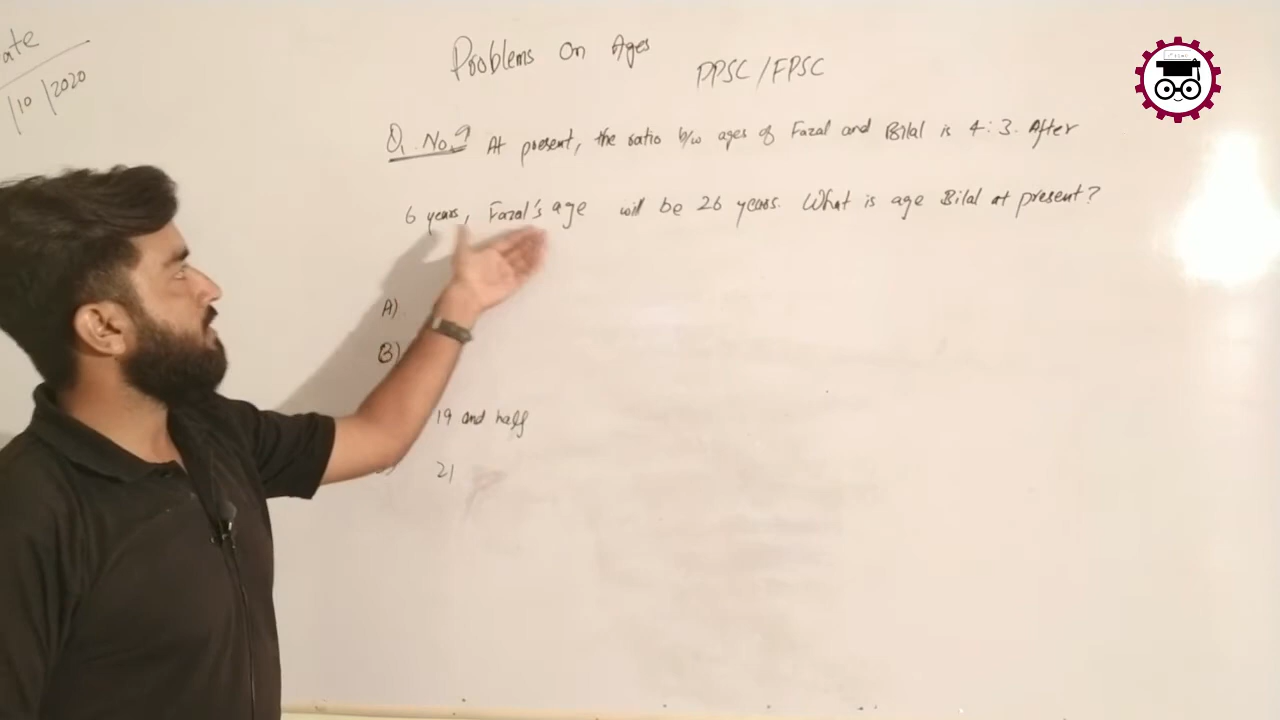 ate
/10/2020
Problems on Ages
PPSC/FPSC
Q. No.9 At present, the ratio b/w ages of Fazal and Bilal is 4:3. After
6 years, Fazal's age will be 26 years. What is age Bilal at present?
A)
B)
19 and half
21